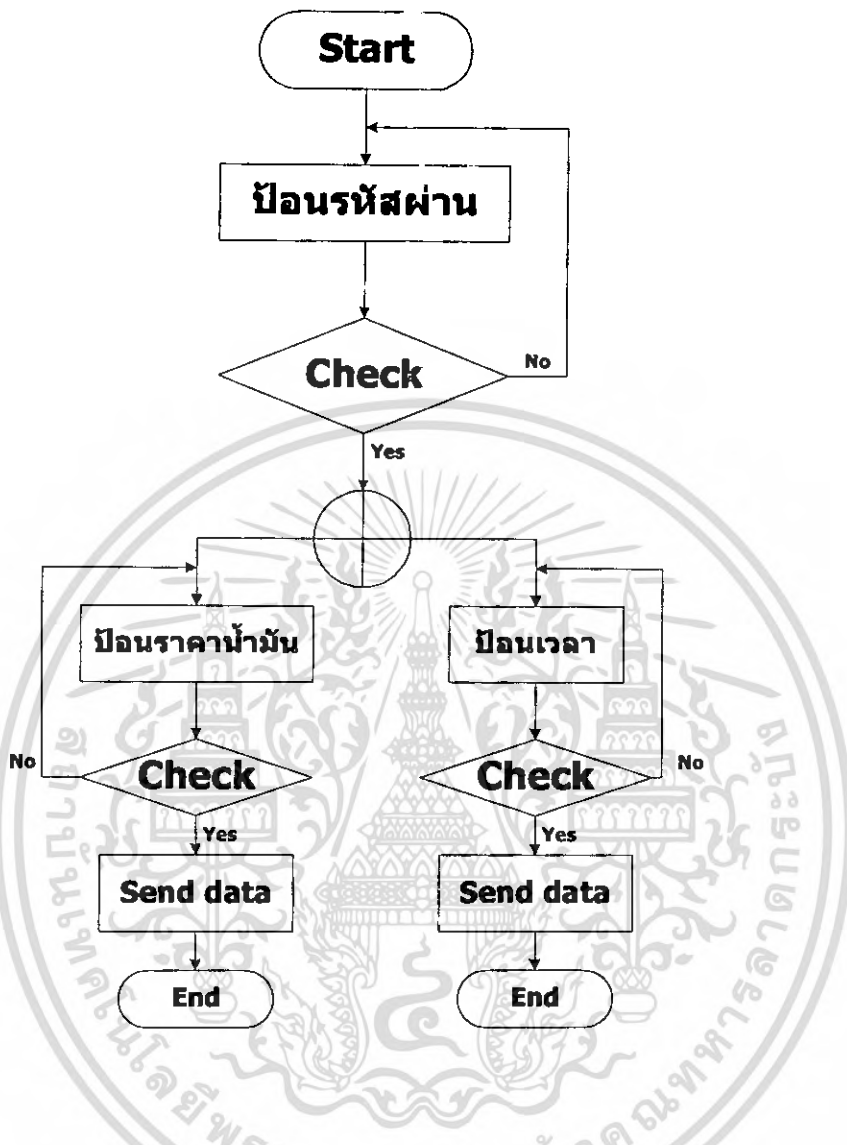 Start
ป้อนรหัสผ่าน
Check
No
Yes
ป้อนราคาน้ำมัน
ป้อนเวลา
No
Check
Check
No
Yes
Yes
Send data
Send data
End
End